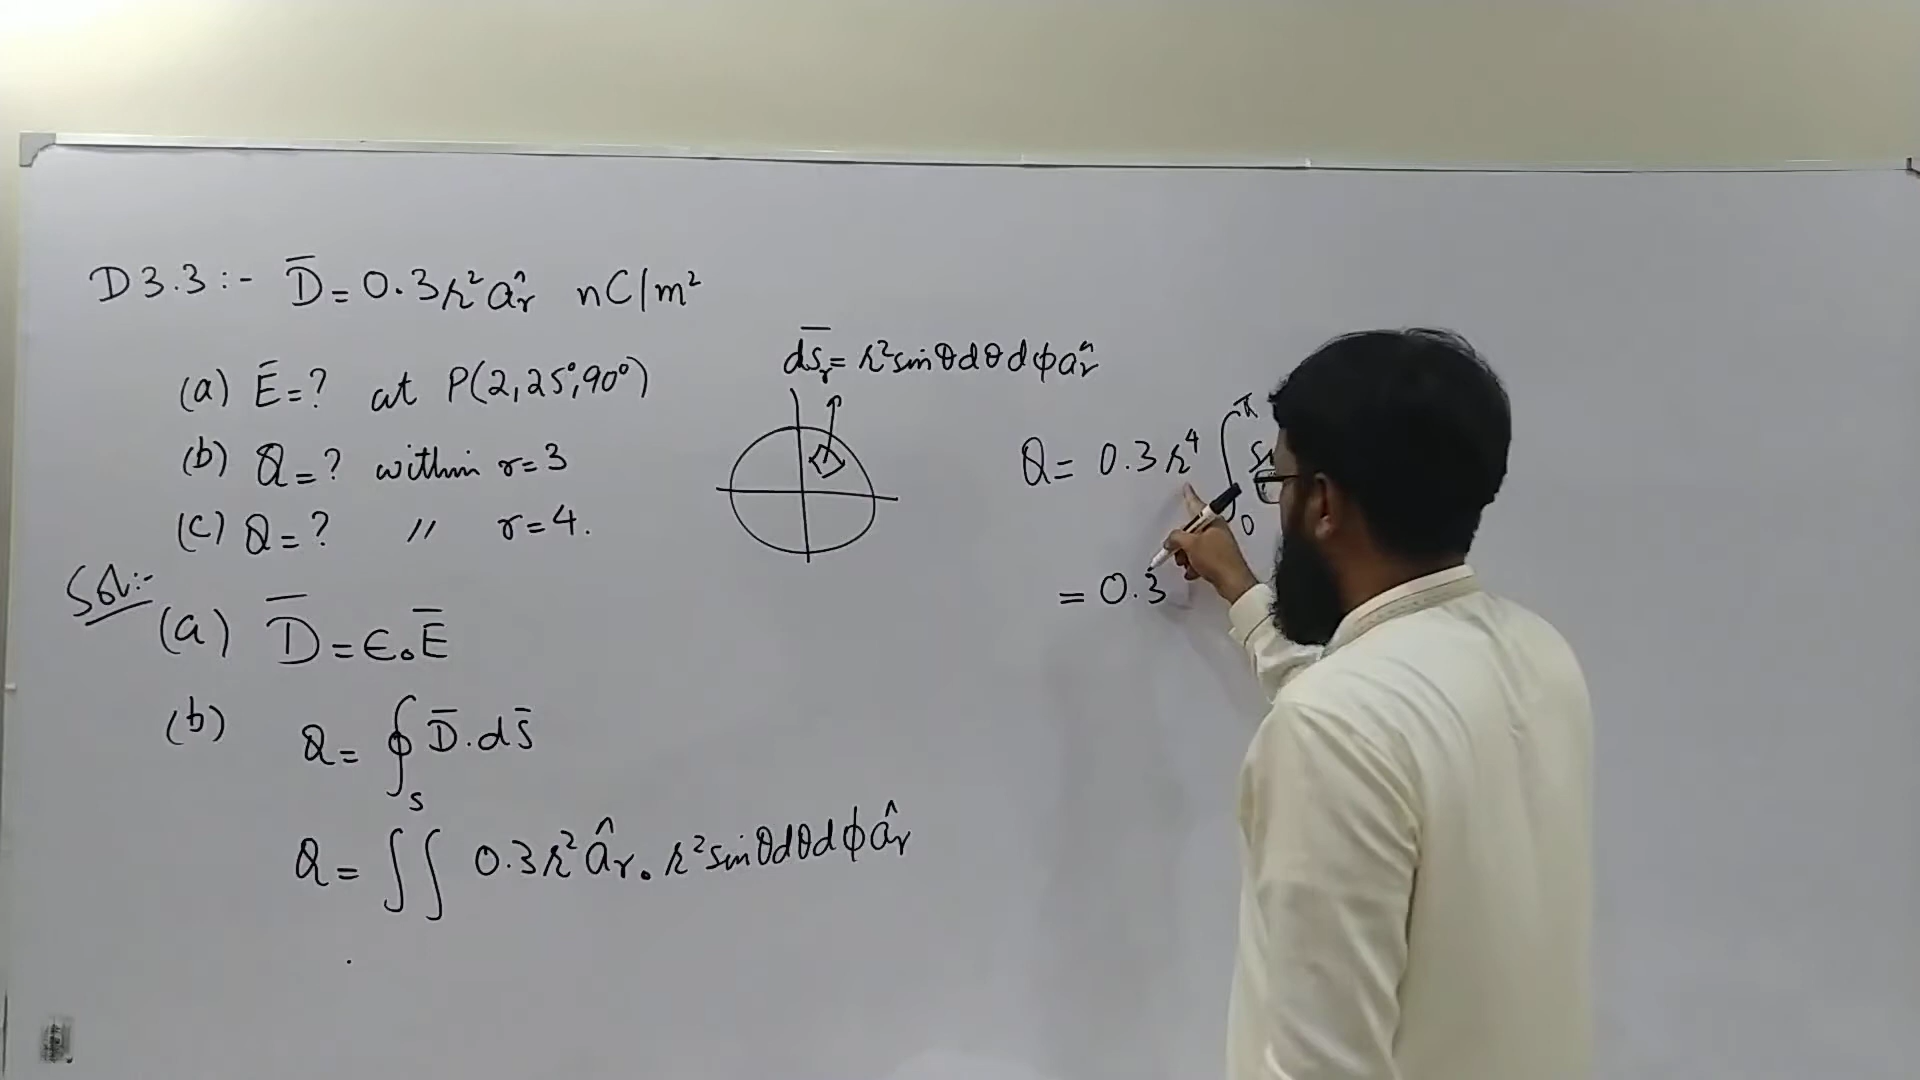 D3.3:- D̄ = 0.3r²âr nC/m²
(a) Ē = ? at P(2,25°,90°)
(b) Q = ? within r=3
(c) Q = ? 〃 r=4.
Sol:-
(a) D̄ = ϵ₀Ē
(b) Q = ∮s D̄.ds̄
Q = ∫∫ 0.3r²âr . r²sinθdθdϕâr
ds̄r = r²sinθdθdϕâr
Q = 0.3r⁴ ∫₀^π
= 0.3